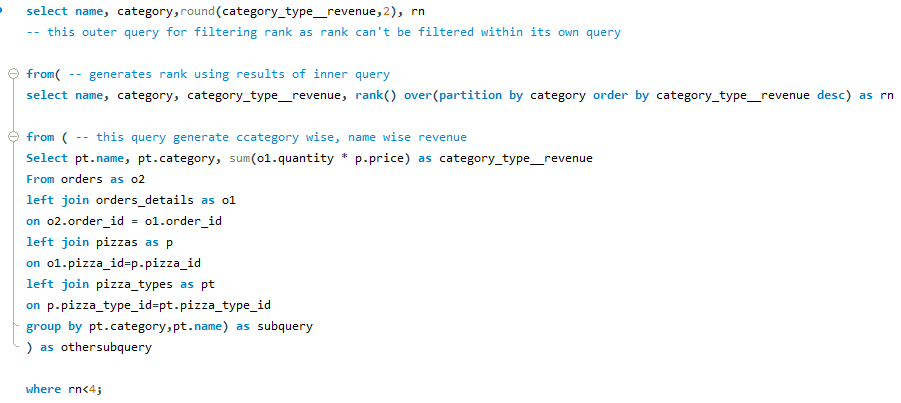 select name, category,round(category_type__revenue,2), rn
-- this outer query for filtering rank as rank can't be filtered within its own query
from( -- generates rank using results of inner query
select name, category, category_type__revenue, rank() over(partition by category order by category_type__revenue desc) as rn
from ( -- this query generate ccategory wise, name wise revenue
Select pt.name, pt.category, sum(o1.quantity * p.price) as category_type__revenue
From orders as o2
left join orders_details as o1
on o2.order_id = o1.order_id
left join pizzas as p
on o1.pizza_id=p.pizza_id
left join pizza_types as pt
on p.pizza_type_id=pt.pizza_type_id
group by pt.category,pt.name) as subquery
) as othersubquery
where rn<4;